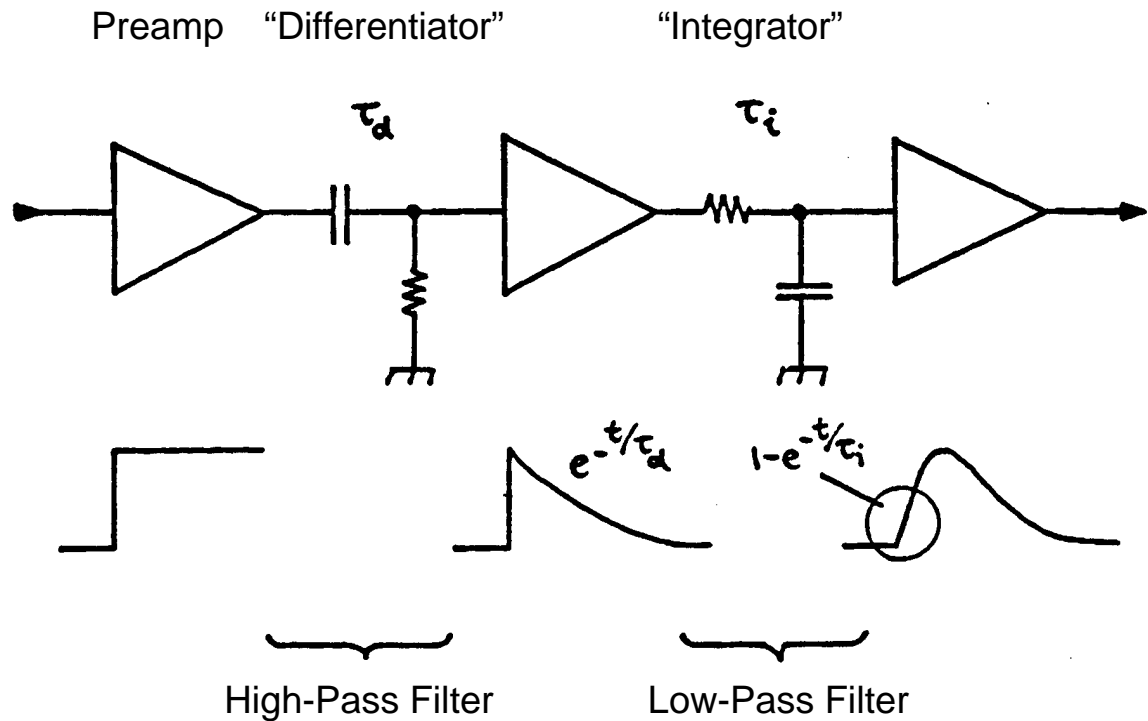 Preamp “Differentiator” “Integrator”
τd τi
e^-t/τd 1-e^-t/τi
High-Pass Filter Low-Pass Filter